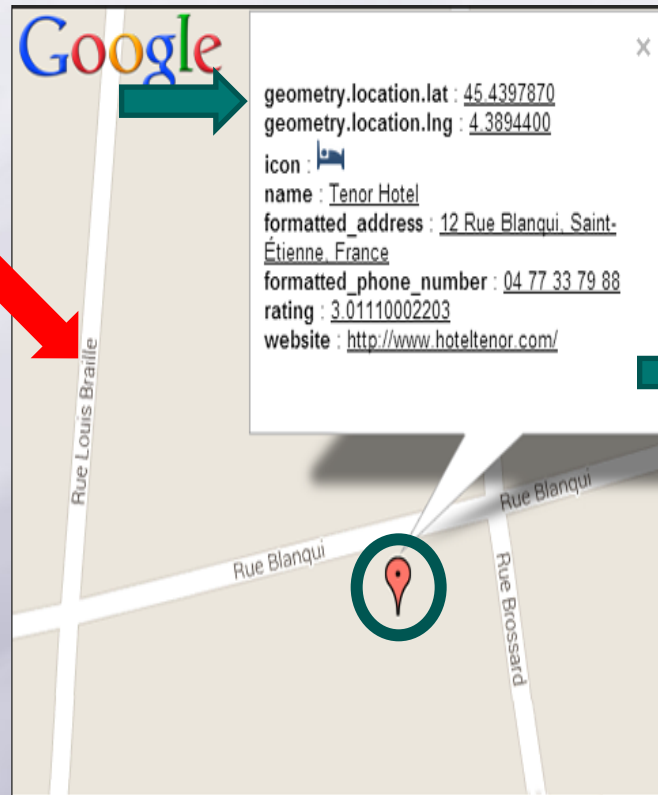 Google
×
geometry.location.lat : 45.4397870
geometry.location.lng : 4.3894400
icon :
name : Tenor Hotel
formatted_address : 12 Rue Blanqui, Saint-
Étienne, France
formatted_phone_number : 04 77 33 79 88
rating : 3.01110002203
website : http://www.hoteltenor.com/
Rue Louis Braille
Rue Blanqui
Rue Blanqui
Rue Brossard